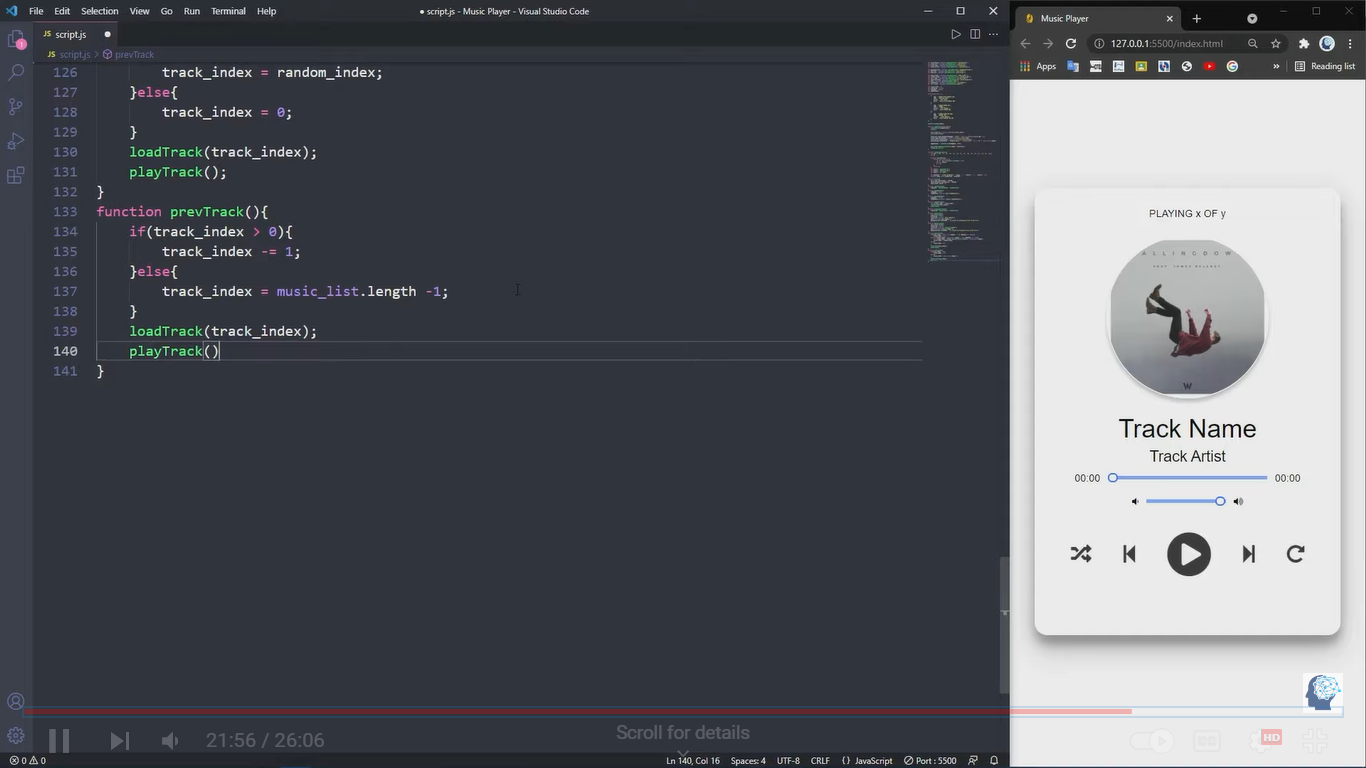 File Edit Selection View Go Run Terminal Help
● script.js - Music Player - Visual Studio Code
JS script.js ●
JS script.js > prevTrack
126 track_index = random_index;
127 }else{
128 track_index = 0;
129 }
130 loadTrack(track_index);
131 playTrack();
132 }
133 function prevTrack(){
134 if(track_index > 0){
135 track_index -= 1;
136 }else{
137 track_index = music_list.length -1;
138 }
139 loadTrack(track_index);
140 playTrack()
141 }
1
Music Player
127.0.0.1:5500/index.html
Apps
» Reading list
PLAYING x OF y
ALLINGDOW
W
Track Name
Track Artist
00:00 00:00
21:56 / 26:06
Scroll for details
HD
0 0
Ln 140, Col 16 Spaces: 4 UTF-8 CRLF {} JavaScript Port : 5500